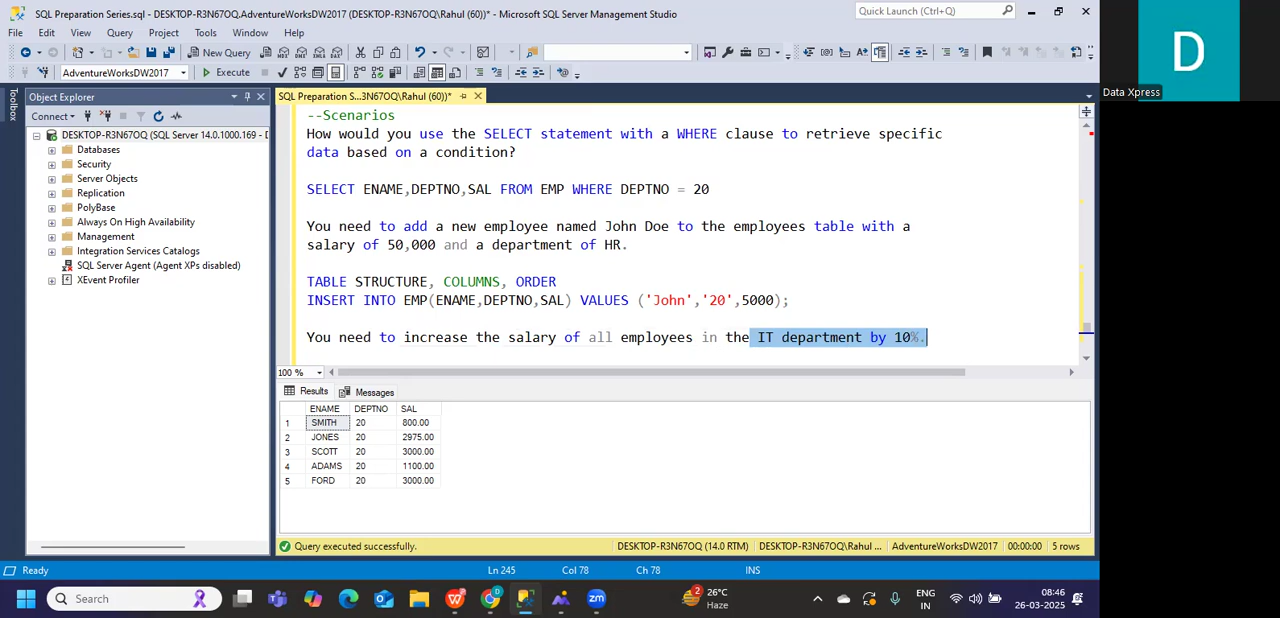 SQL Preparation Series.sql - DESKTOP-R3N67OQ.AdventureWorksDW2017 (DESKTOP-R3N67OQ\Rahul (60))* - Microsoft SQL Server Management Studio
Quick Launch (Ctrl+Q)
D
Data Xpress
File Edit View Query Project Tools Window Help
New Query
AdventureWorksDW2017
Execute
Toolbox
Object Explorer
Connect
DESKTOP-R3N67OQ (SQL Server 14.0.1000.169 - D
Databases
Security
Server Objects
Replication
PolyBase
Always On High Availability
Management
Integration Services Catalogs
SQL Server Agent (Agent XPs disabled)
XEvent Profiler
SQL Preparation S...3N67OQ\Rahul (60))*
--Scenarios
How would you use the SELECT statement with a WHERE clause to retrieve specific
data based on a condition?
SELECT ENAME,DEPTNO,SAL FROM EMP WHERE DEPTNO = 20
You need to add a new employee named John Doe to the employees table with a
salary of 50,000 and a department of HR.
TABLE STRUCTURE, COLUMNS, ORDER
INSERT INTO EMP(ENAME,DEPTNO,SAL) VALUES ('John','20',5000);
You need to increase the salary of all employees in the IT department by 10%.
100 %
Results Messages
ENAME DEPTNO SAL
1 SMITH 20 800.00
2 JONES 20 2975.00
3 SCOTT 20 3000.00
4 ADAMS 20 1100.00
5 FORD 20 3000.00
Query executed successfully.
DESKTOP-R3N67OQ (14.0 RTM) DESKTOP-R3N67OQ\Rahul ... AdventureWorksDW2017 00:00:00 5 rows
Ready Ln 245 Col 78 Ch 78 INS
Search
2
26°C
Haze
ENG
IN
08:46
26-03-2025